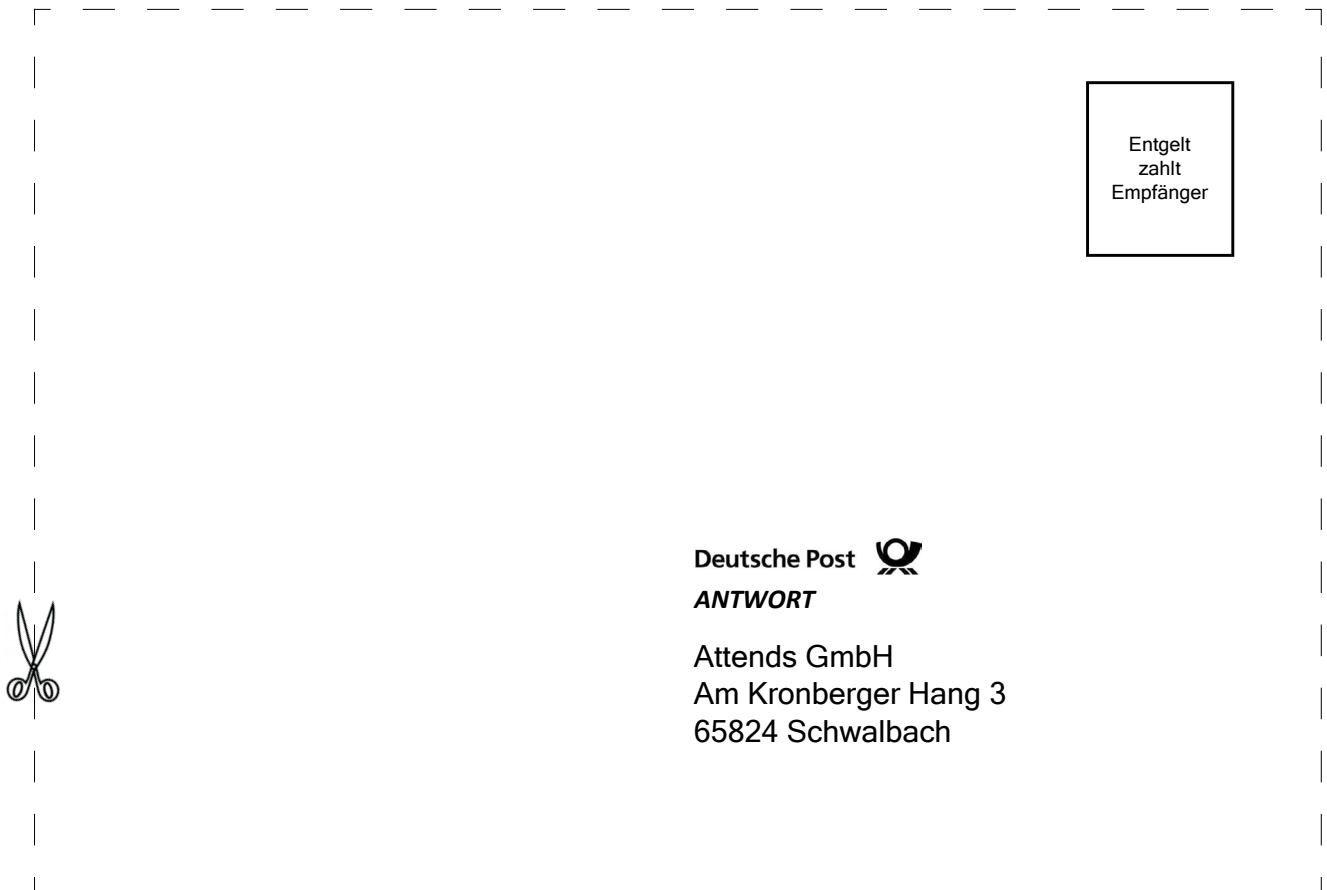 Entgelt
zahlt
Empfänger
Deutsche Post
ANTWORT
Attends GmbH
Am Kronberger Hang 3
65824 Schwalbach